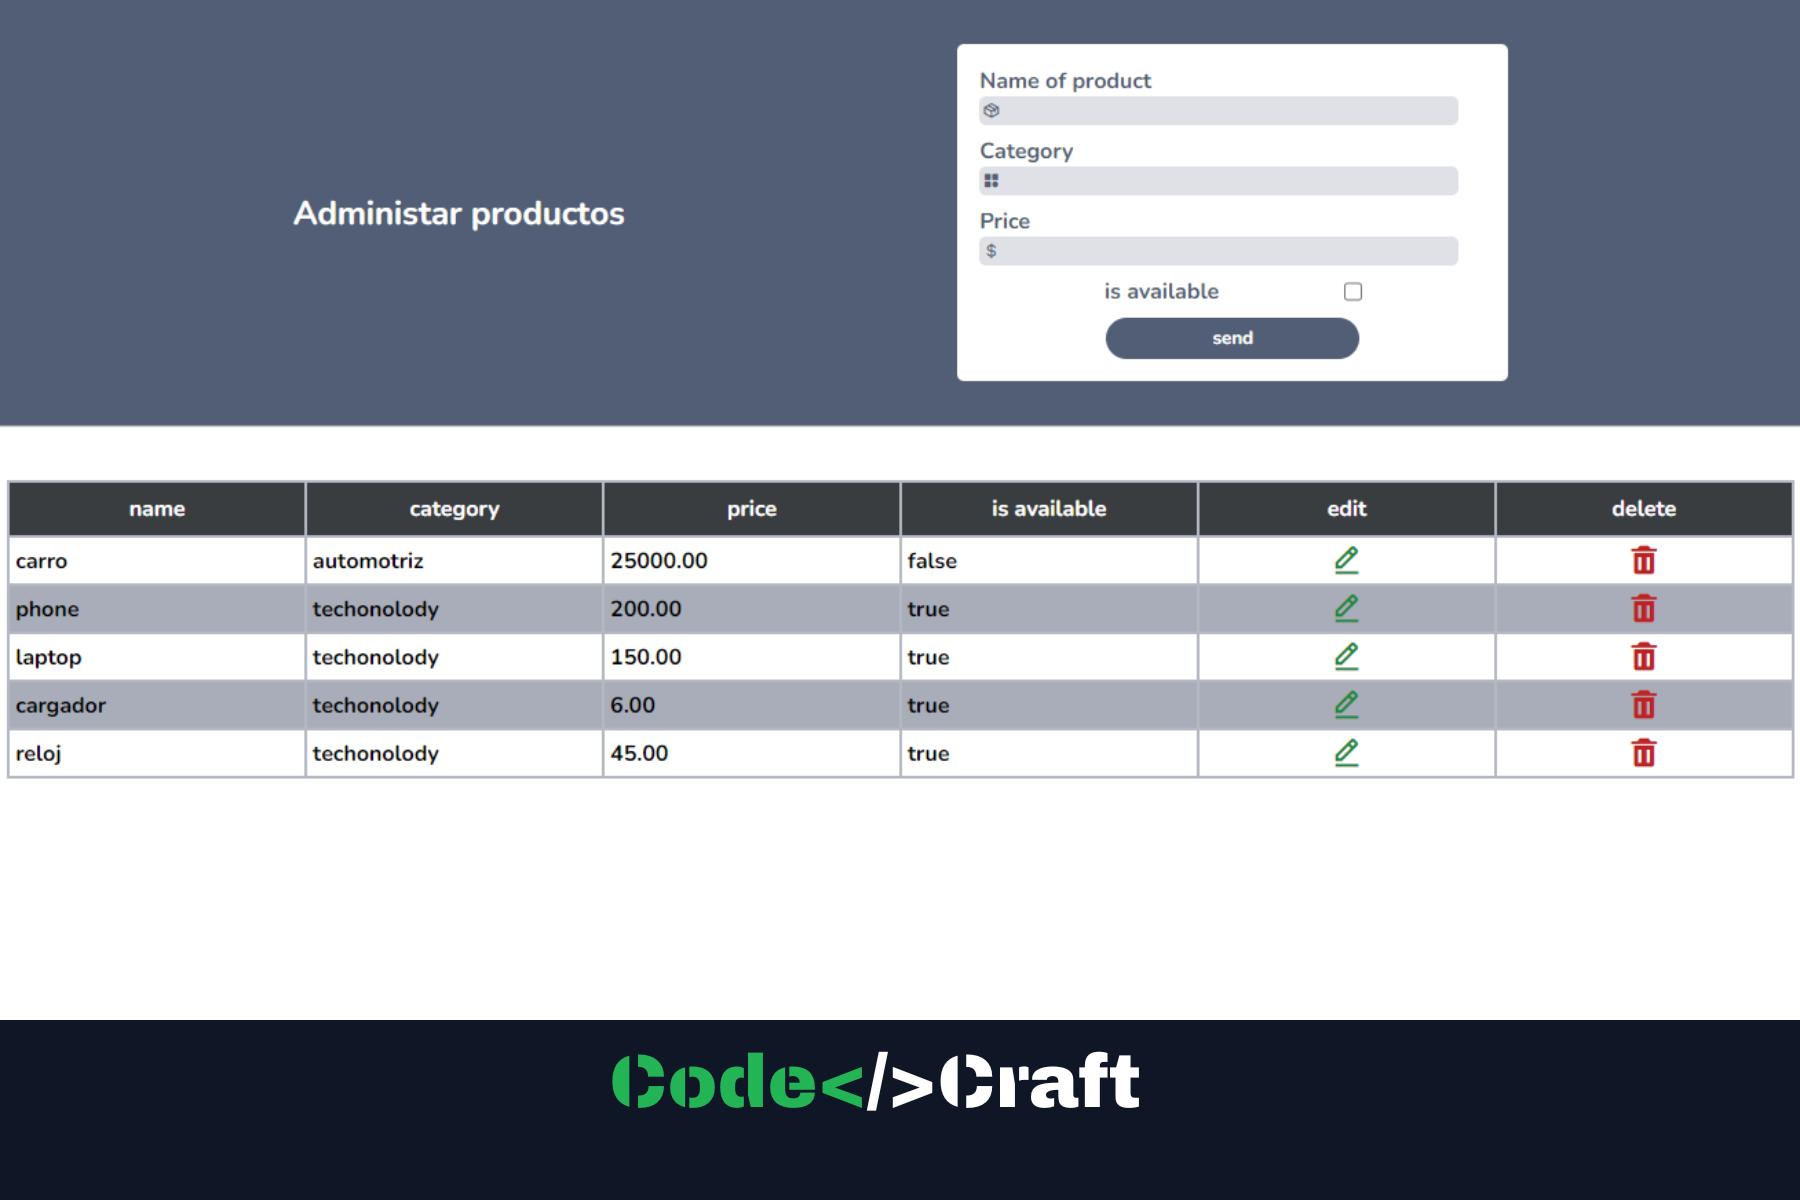 Administar productos
Name of product
Category
Price
$
is available
send
name category price is available edit delete
carro automotriz 25000.00 false
phone techonolody 200.00 true
laptop techonolody 150.00 true
cargador techonolody 6.00 true
reloj techonolody 45.00 true
Code</>Craft